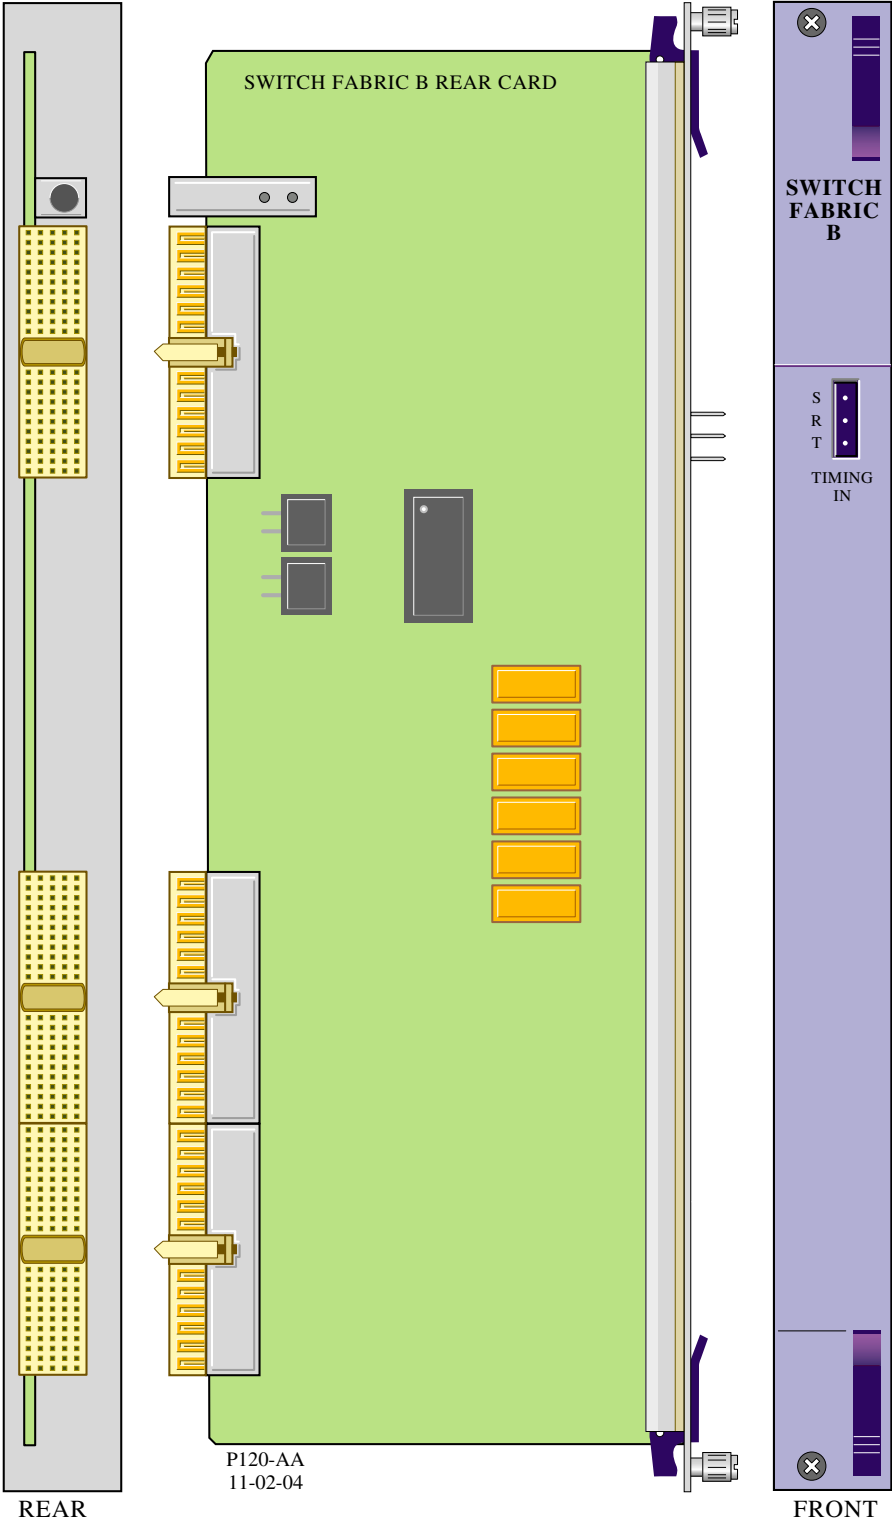 SWITCH FABRIC B REAR CARD
SWITCH
FABRIC
B
S
R
T
TIMING
IN
P120-AA
11-02-04
REAR
FRONT